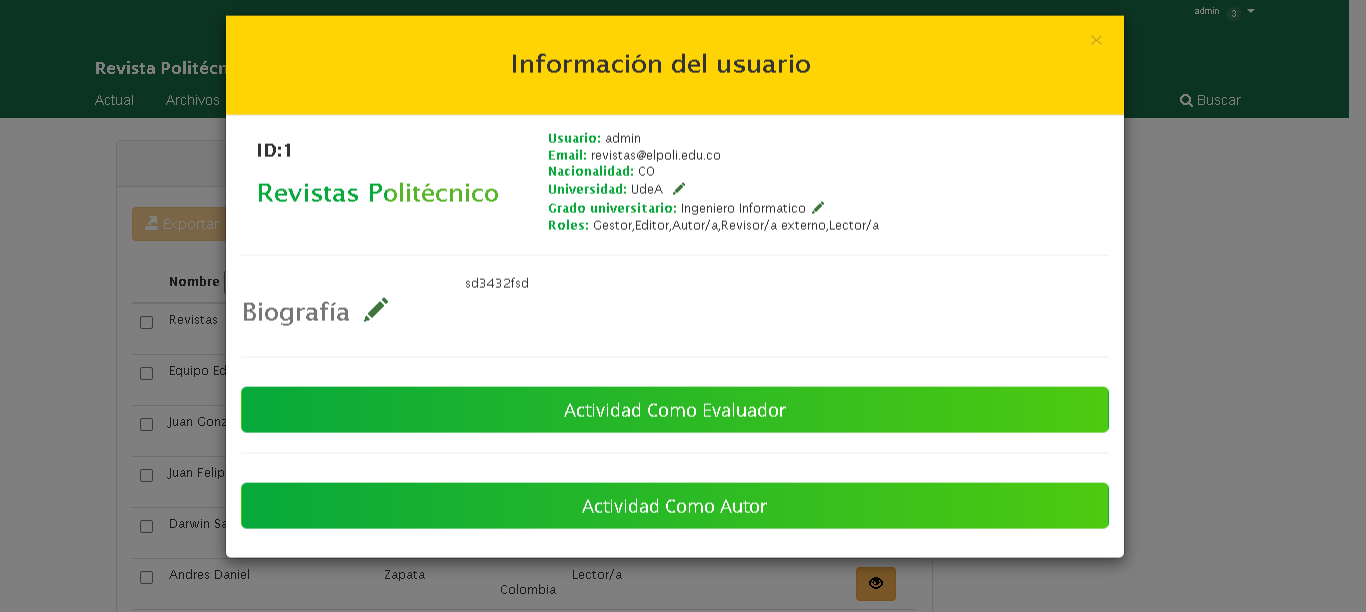 admin 3
Información del usuario
×
Revista Politécn
Actual Archivos
Buscar
ID:1
Revistas Politécnico
Usuario: admin
Email: revistas@elpoli.edu.co
Nacionalidad: CO
Universidad: UdeA
Grado universitario: Ingeniero Informatico
Roles: Gestor,Editor,Autor/a,Revisor/a externo,Lector/a
Exportar
Nombre
sd3432fsd
Biografía
Revistas
Equipo Ed
Actividad Como Evaluador
Juan Gonz
Juan Felip
Actividad Como Autor
Darwin Sa
Andres Daniel Zapata Colombia Lector/a